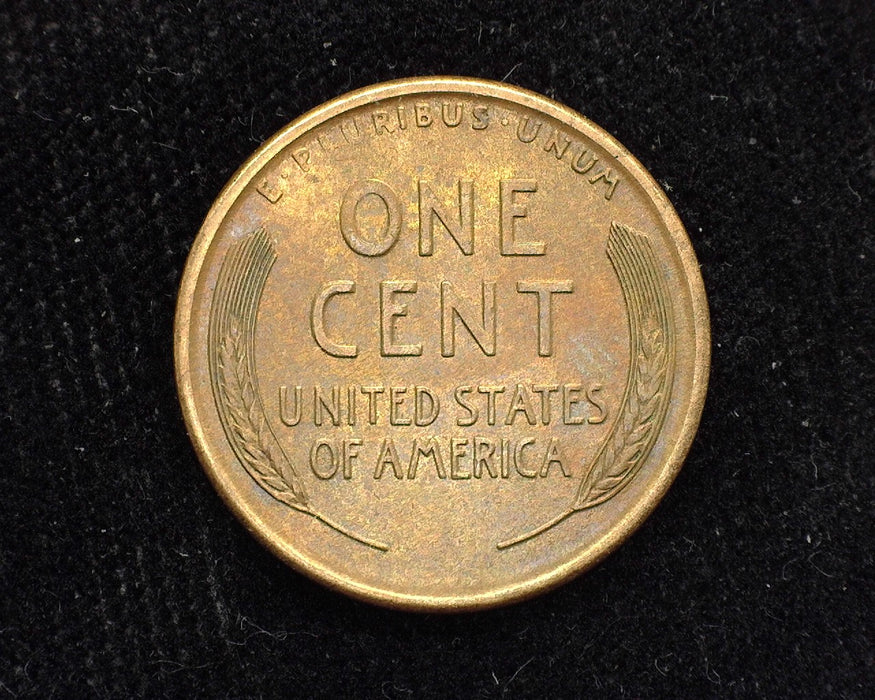 E·PLURIBUS·UNUM
ONE
CENT
UNITED STATES
OF AMERICA